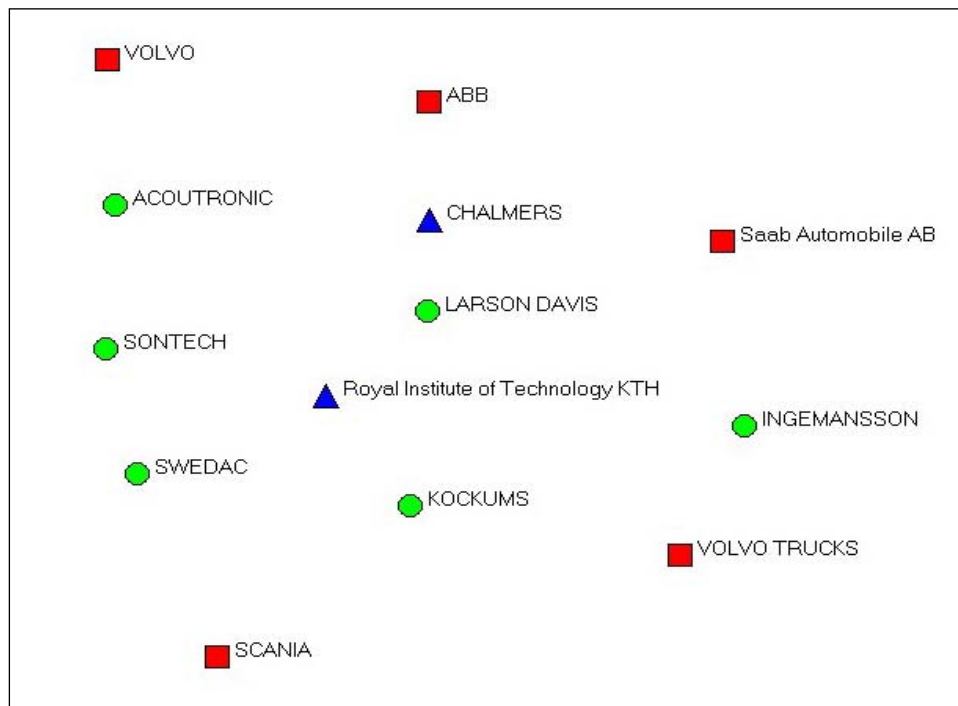 VOLVO
ABB
ACOUTRONIC
CHALMERS
Saab Automobile AB
LARSON DAVIS
SONTECH
Royal Institute of Technology KTH
INGEMANSSON
SWEDAC
KOCKUMS
VOLVO TRUCKS
SCANIA